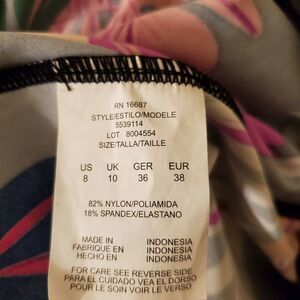 RN 16687
STYLE/ESTILO/MODELE
5539114
LOT 8004554
SIZE/TALLA/TAILLE
US UK GER EUR
8 10 36 38
82% NYLON/POLIAMIDA
18% SPANDEX/ELASTANO
MADE IN INDONESIA
FABRIQUE EN INDONESIA
HECHO EN INDONESIA
FOR CARE SEE REVERSE SIDE
PARA EL CUIDADO VEA EL DORSO
POUR LE SOIN VOIR LE VERSO